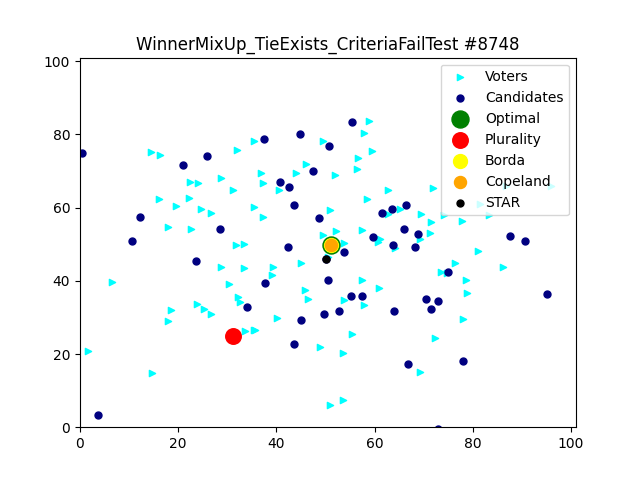 WinnerMixUp_TieExists_CriteriaFailTest #8748
100
80
60
40
20
0
0 20 40 60 80 100
Voters
Candidates
Optimal
Plurality
Borda
Copeland
STAR